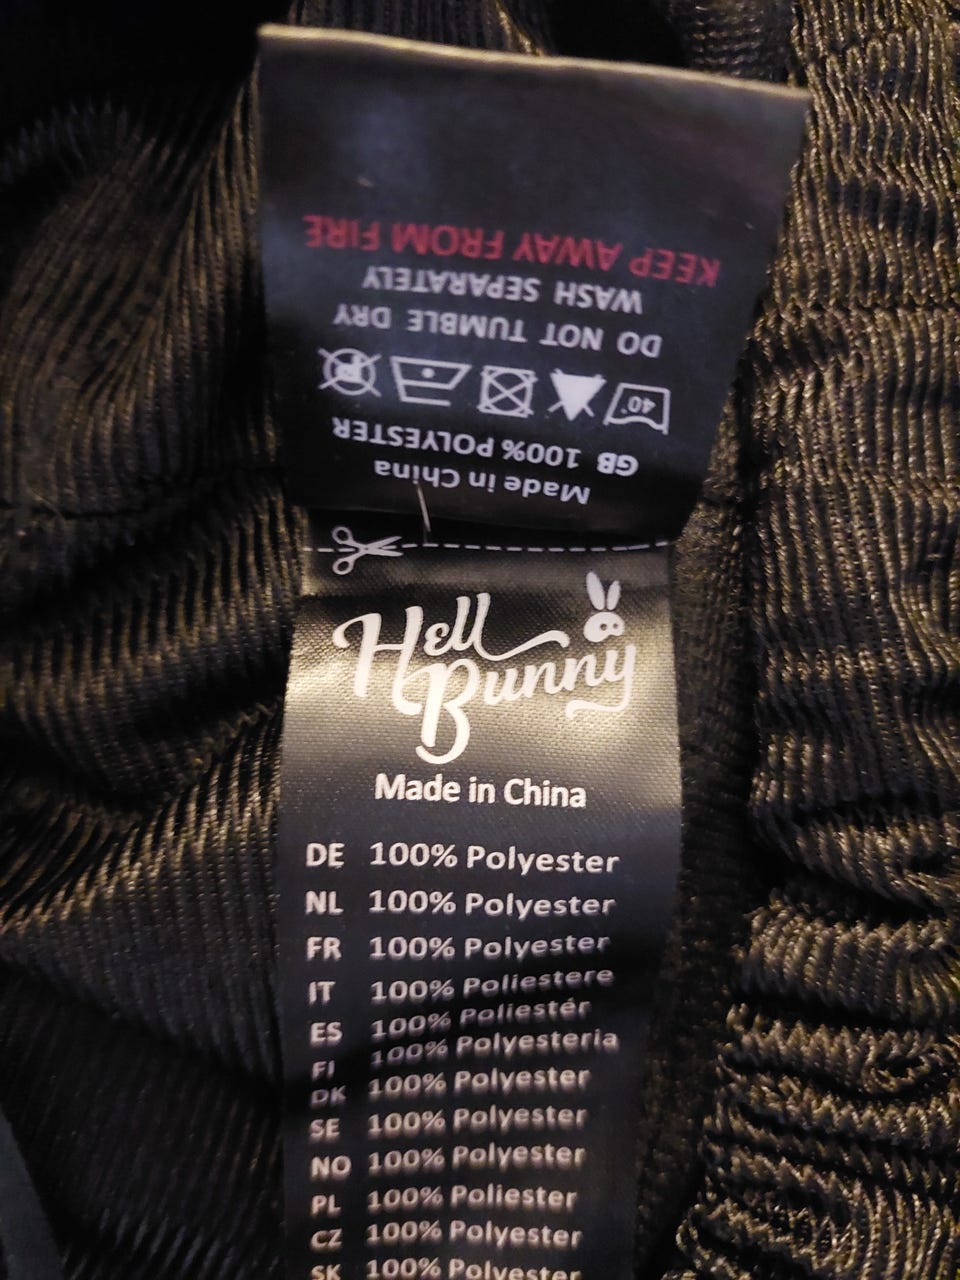 KEEP AWAY FROM FIRE
WASH SEPARATELY
DO NOT TUMBLE DRY
40°
GB 100% POLYESTER
Made in China
Hell
Bunny
Made in China
DE 100% Polyester
NL 100% Polyester
FR 100% Polyester
IT 100% Poliestere
ES 100% Poliestér
FI 100% Polyesteria
DK 100% Polyester
SE 100% Polyester
NO 100% Polyester
PL 100% Poliester
CZ 100% Polyester
SK 100% Polyester